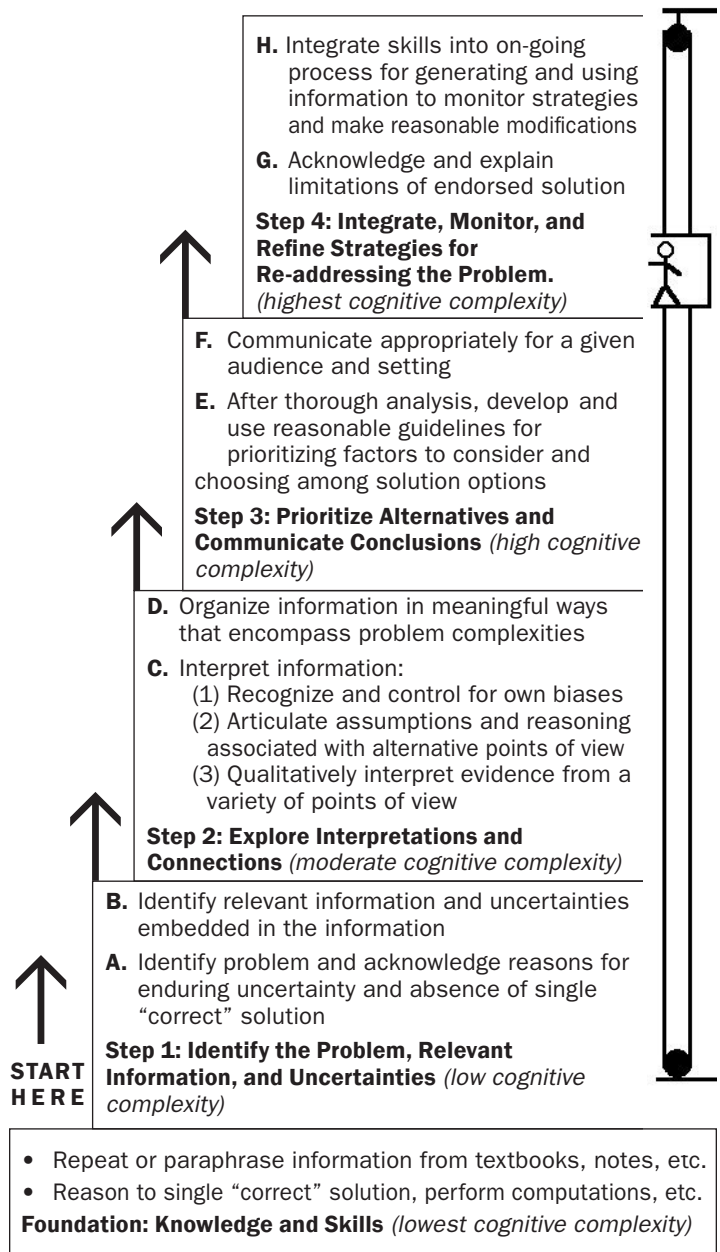 H. Integrate skills into on-going
process for generating and using
information to monitor strategies
and make reasonable modifications
G. Acknowledge and explain
limitations of endorsed solution
Step 4: Integrate, Monitor, and
Refine Strategies for
Re-addressing the Problem.
(highest cognitive complexity)
F. Communicate appropriately for a given
audience and setting
E. After thorough analysis, develop and
use reasonable guidelines for
prioritizing factors to consider and
choosing among solution options
Step 3: Prioritize Alternatives and
Communicate Conclusions (high cognitive
complexity)
D. Organize information in meaningful ways
that encompass problem complexities
C. Interpret information:
(1) Recognize and control for own biases
(2) Articulate assumptions and reasoning
associated with alternative points of view
(3) Qualitatively interpret evidence from a
variety of points of view
Step 2: Explore Interpretations and
Connections (moderate cognitive complexity)
B. Identify relevant information and uncertainties
embedded in the information
A. Identify problem and acknowledge reasons for
enduring uncertainty and absence of single
“correct” solution
Step 1: Identify the Problem, Relevant
Information, and Uncertainties (low cognitive
complexity)
START
HERE
• Repeat or paraphrase information from textbooks, notes, etc.
• Reason to single “correct” solution, perform computations, etc.
Foundation: Knowledge and Skills (lowest cognitive complexity)